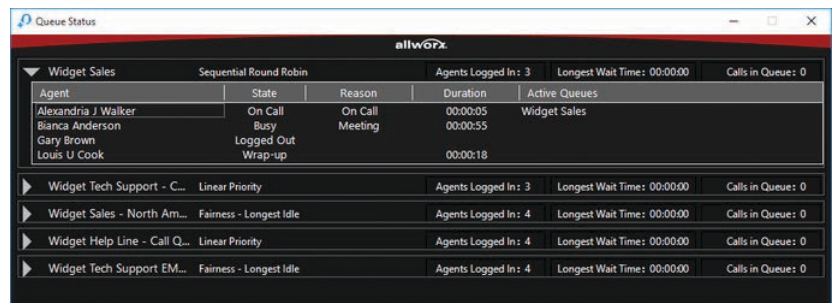 Queue Status
allworx
Widget Sales Sequential Round Robin Agents Logged In: 3 Longest Wait Time: 00:00:00 Calls in Queue: 0
Agent State Reason Duration Active Queues
Alexandria J Walker On Call On Call 00:00:05 Widget Sales
Bianca Anderson Busy Meeting 00:00:55
Gary Brown Logged Out
Louis U Cook Wrap-up 00:00:18
Widget Tech Support - C... Linear Priority Agents Logged In: 3 Longest Wait Time: 00:00:00 Calls in Queue: 0
Widget Sales - North Am... Fairness - Longest Idle Agents Logged In: 4 Longest Wait Time: 00:00:00 Calls in Queue: 0
Widget Help Line - Call Q... Linear Priority Agents Logged In: 4 Longest Wait Time: 00:00:00 Calls in Queue: 0
Widget Tech Support EM... Fairness - Longest Idle Agents Logged In: 4 Longest Wait Time: 00:00:00 Calls in Queue: 0